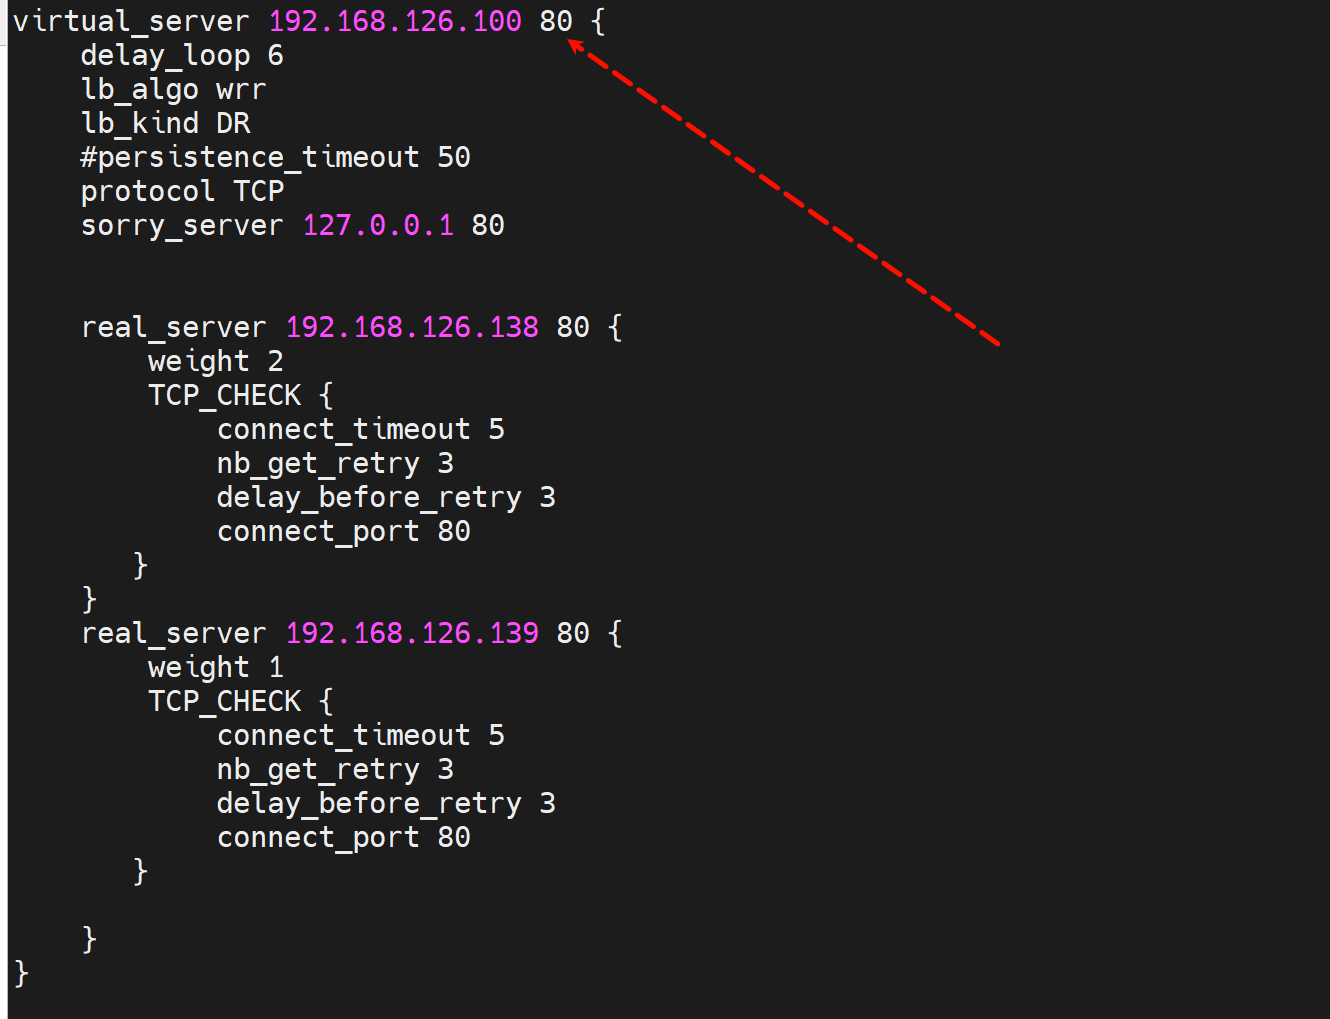 virtual_server 192.168.126.100 80 {
    delay_loop 6
    lb_algo wrr
    lb_kind DR
    #persistence_timeout 50
    protocol TCP
    sorry_server 127.0.0.1 80
    real_server 192.168.126.138 80 {
        weight 2
        TCP_CHECK {
            connect_timeout 5
            nb_get_retry 3
            delay_before_retry 3
            connect_port 80
       }
    }
    real_server 192.168.126.139 80 {
        weight 1
        TCP_CHECK {
            connect_timeout 5
            nb_get_retry 3
            delay_before_retry 3
            connect_port 80
       }
    }
}